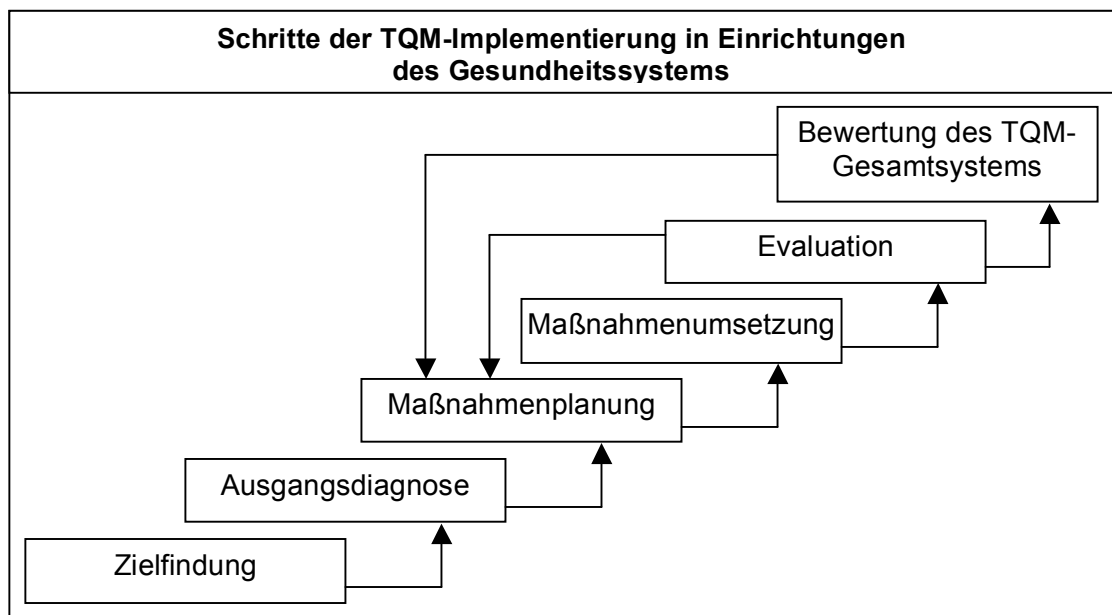 Schritte der TQM-Implementierung in Einrichtungen
des Gesundheitssystems
Bewertung des TQM-
Gesamtsystems
Evaluation
Maßnahmenumsetzung
Maßnahmenplanung
Ausgangsdiagnose
Zielfindung